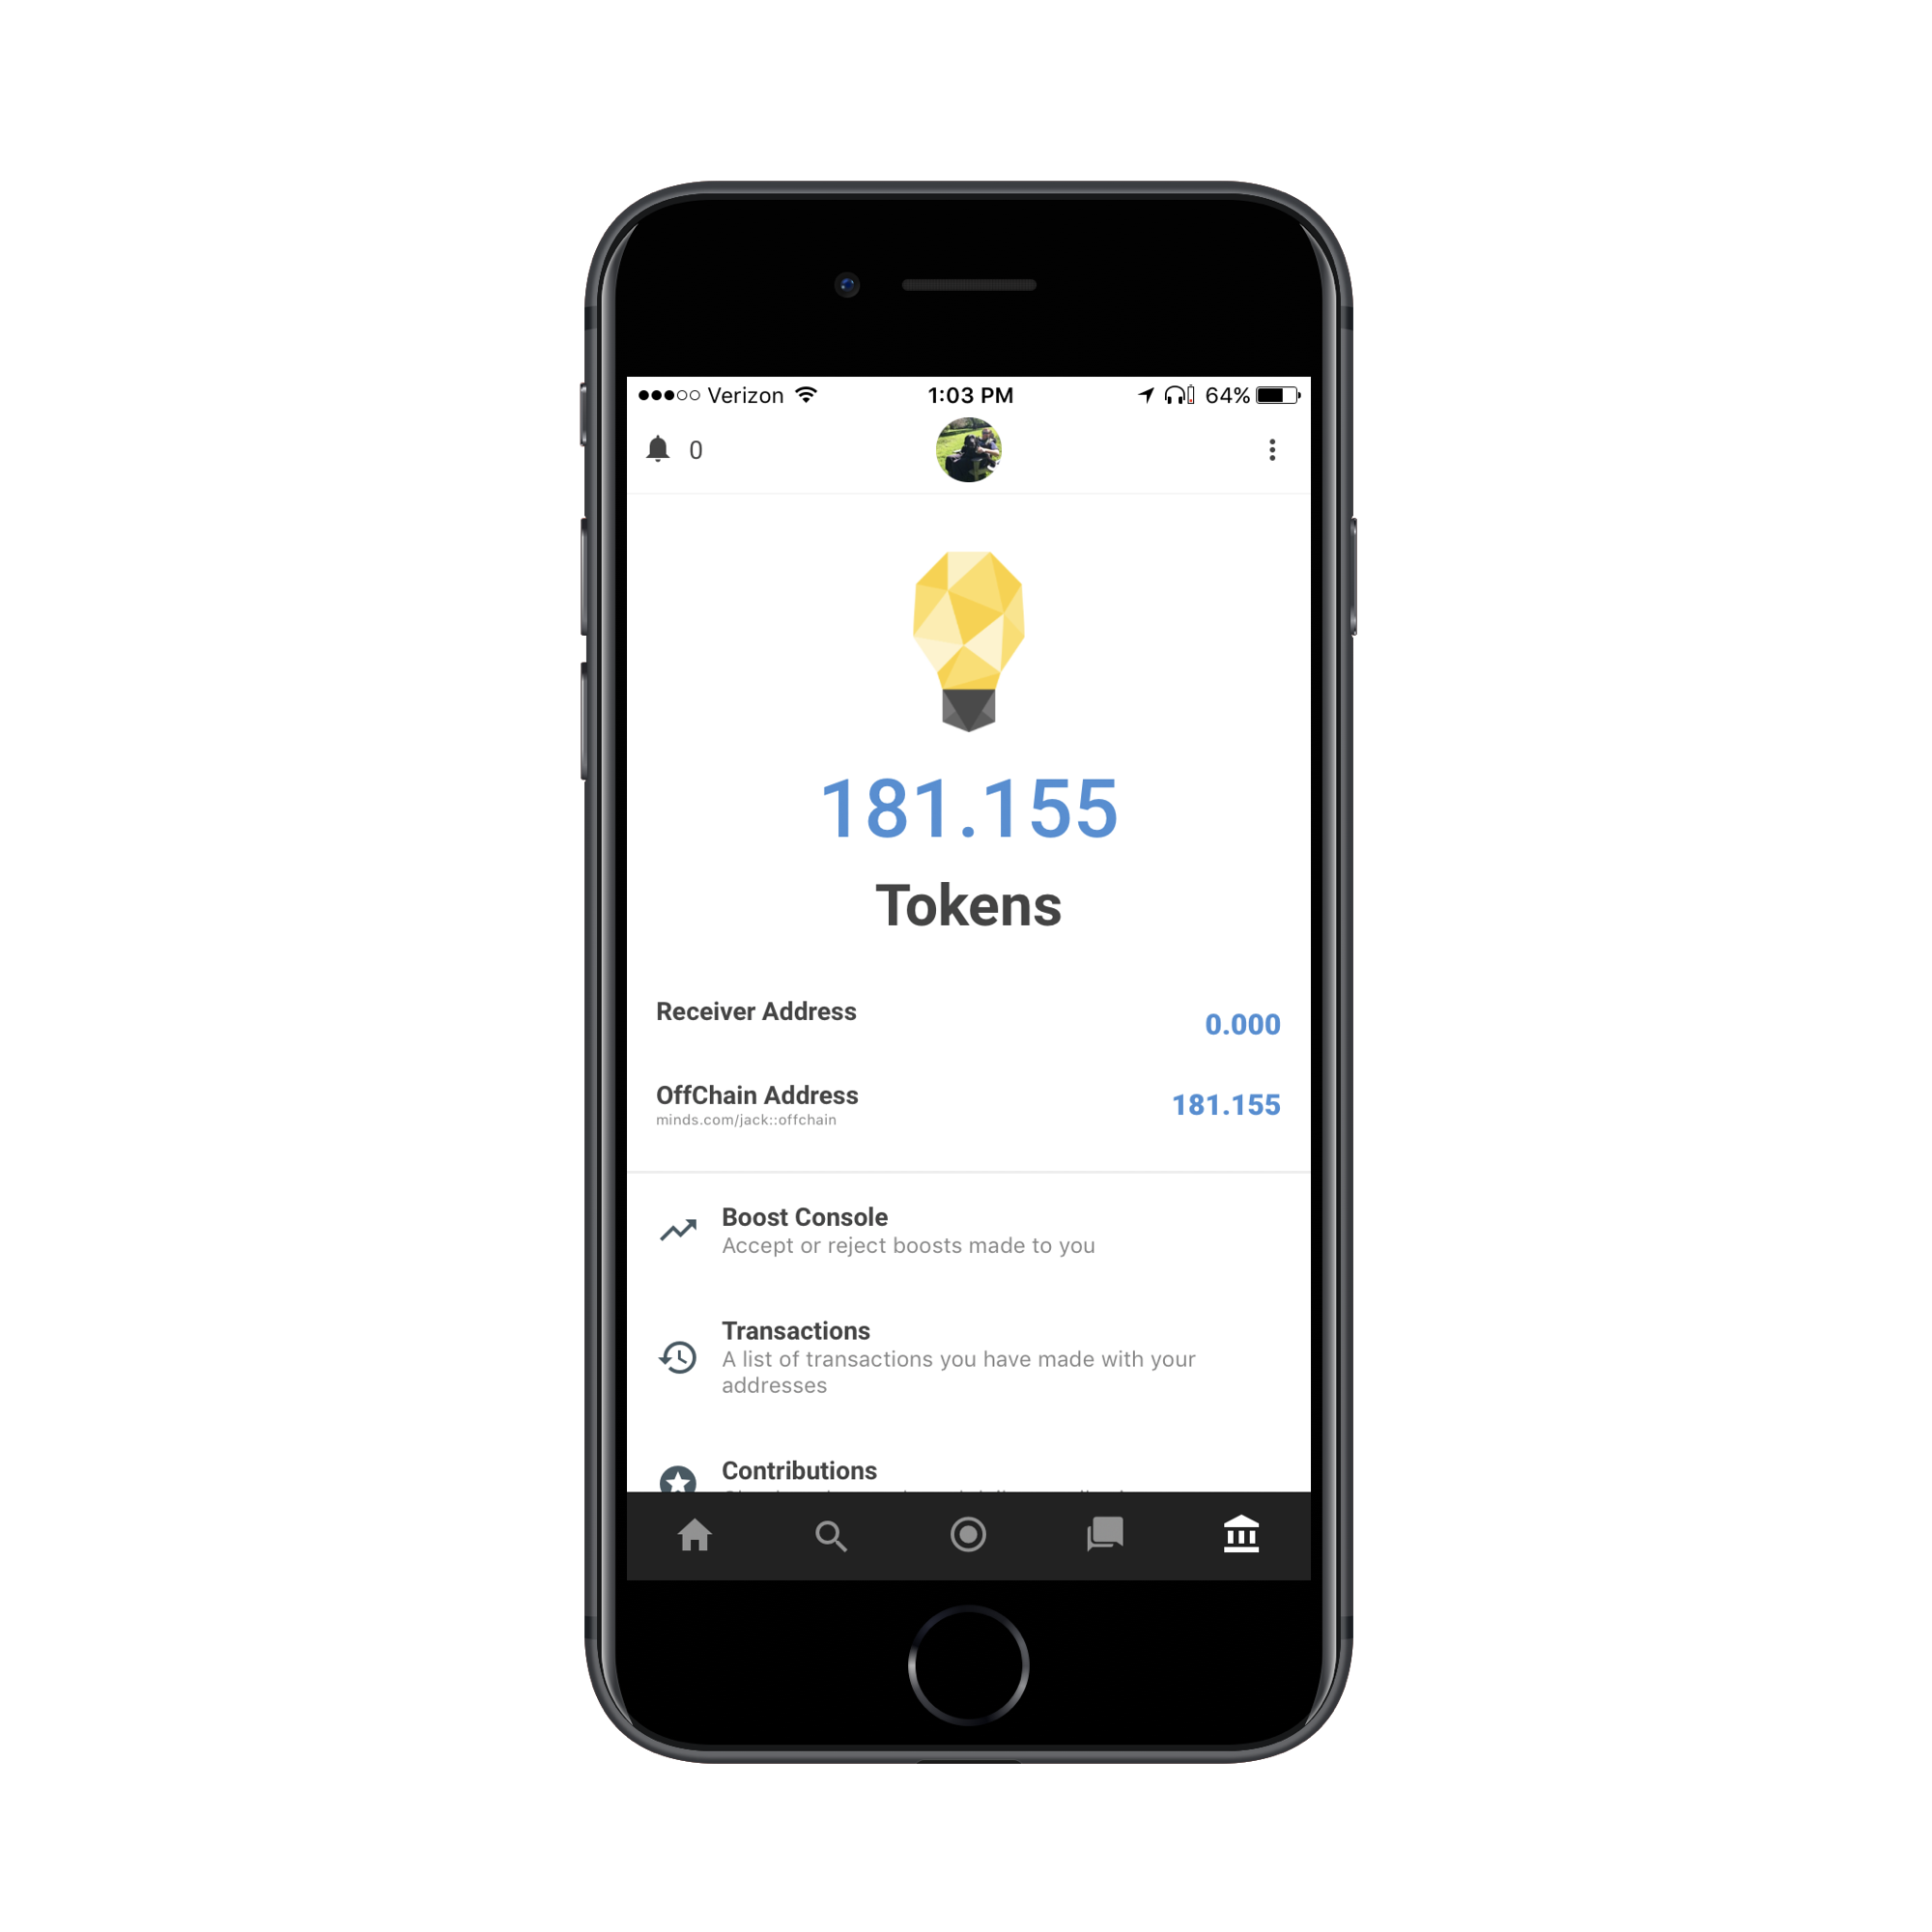 Verizon 1:03 PM 64%
0
181.155
Tokens
Receiver Address 0.000
OffChain Address 181.155
minds.com/jack::offchain
Boost Console
Accept or reject boosts made to you
Transactions
A list of transactions you have made with your
addresses
Contributions